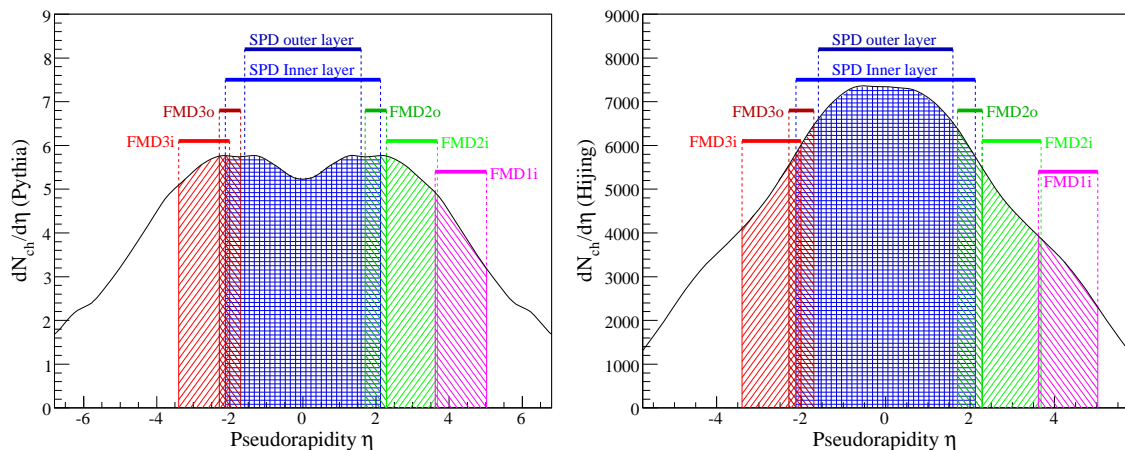 9
8
7
6
5
4
3
2
1
0
dN_ch/dη (Pythia)
SPD outer layer
SPD Inner layer
FMD3o
FMD2o
FMD3i
FMD2i
FMD1i
-6
-4
-2
0
2
4
6
Pseudorapidity η
9000
8000
7000
6000
5000
4000
3000
2000
1000
0
dN_ch/dη (Hijing)
SPD outer layer
SPD Inner layer
FMD3o
FMD2o
FMD3i
FMD2i
FMD1i
-4
-2
0
2
4
Pseudorapidity η